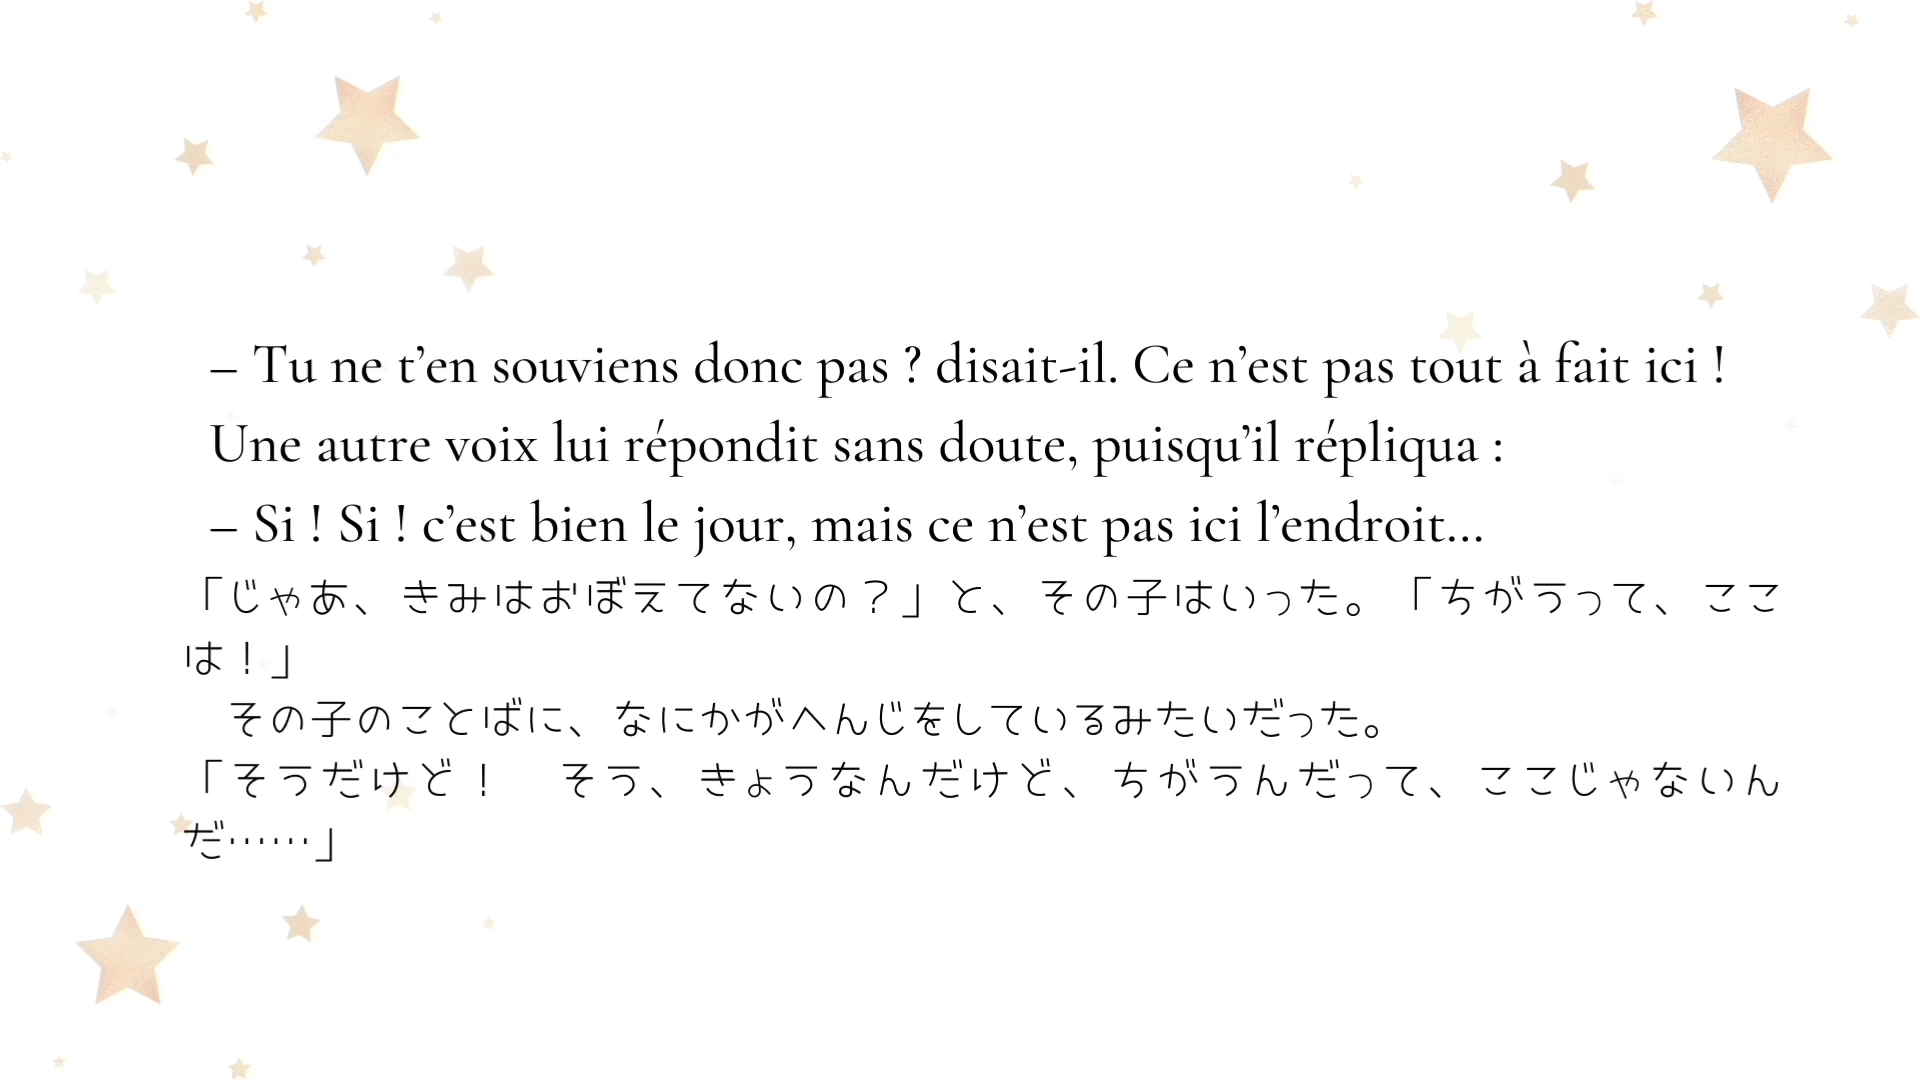 – Tu ne t’en souviens donc pas ? disait-il. Ce n’est pas tout à fait ici !
Une autre voix lui répondit sans doute, puisqu’il répliqua :
– Si ! Si ! c’est bien le jour, mais ce n’est pas ici l’endroit…
「じゃあ、きみはおぼえてないの？」と、その子はいった。「ちがうって、ここ
は！」
　その子のことばに、なにかがへんじをしているみたいだった。
「そうだけど！　そう、きょうなんだけど、ちがうんだって、ここじゃないん
だ……」